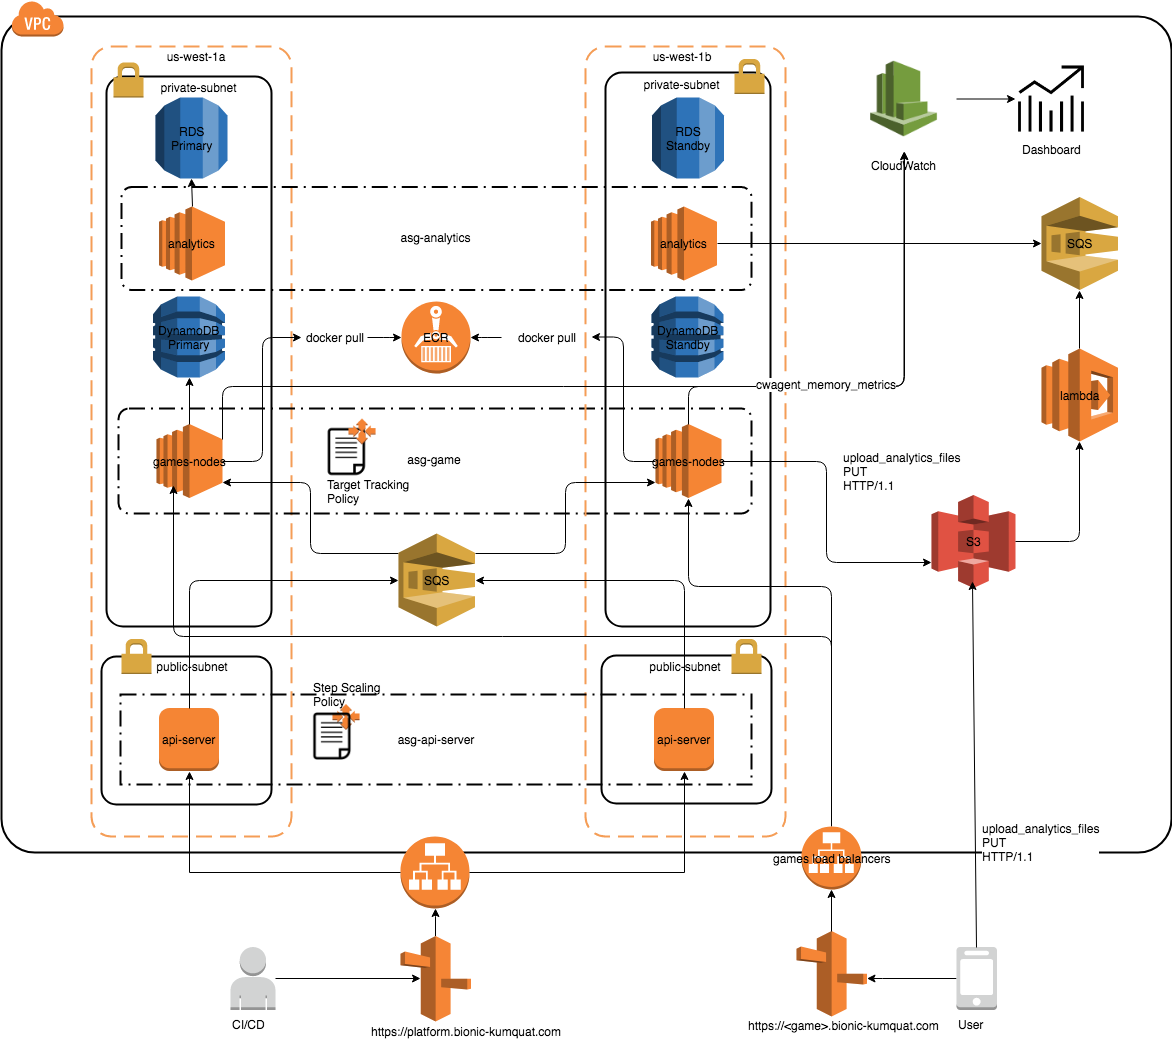 VPC
us-west-1a
us-west-1b
private-subnet
private-subnet
RDS
Primary
RDS
Standby
CloudWatch
Dashboard
analytics
asg-analytics
analytics
SQS
DynamoDB
Primary
docker pull
ECR
docker pull
DynamoDB
Standby
cwagent_memory_metrics
lambda
games-nodes
Target Tracking
Policy
asg-game
games-nodes
upload_analytics_files
PUT
HTTP/1.1
S3
SQS
public-subnet
public-subnet
Step Scaling
Policy
api-server
asg-api-server
api-server
upload_analytics_files
PUT
HTTP/1.1
games load balancers
CI/CD
https://platform.bionic-kumquat.com
https://<game>.bionic-kumquat.com
User